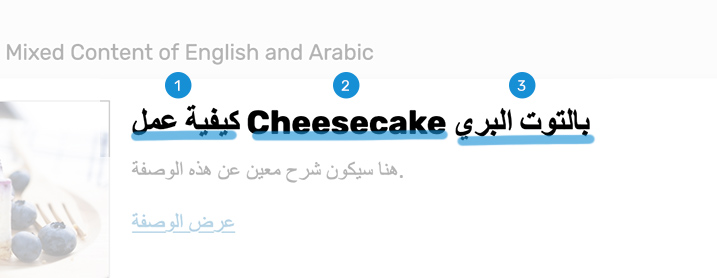 Mixed Content of English and Arabic
1 2 3
كيفية عمل Cheesecake بالتوت البري
هنا سيكون شرح معين عن هذه الوصفة.
عرض الوصفة